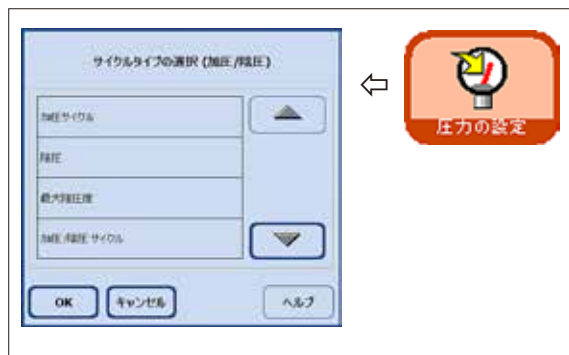 サイクルタイプの選択 (加圧/陰圧)
加圧サイクル
陰圧
最大陰圧度
加圧/陰圧 サイクル
OK
キャンセル
ヘルプ
圧力の設定